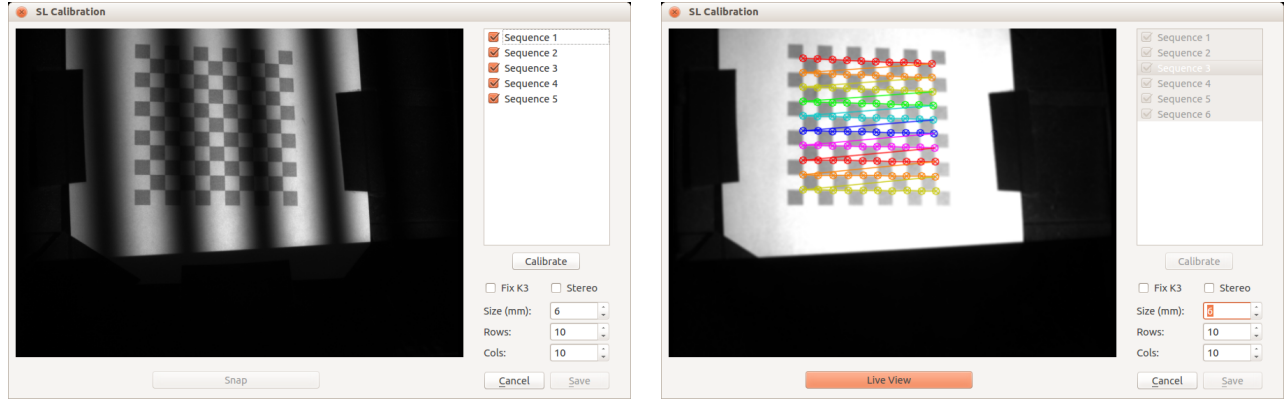 SL Calibration
Sequence 1
Sequence 2
Sequence 3
Sequence 4
Sequence 5
Calibrate
Fix K3 Stereo
Size (mm): 6
Rows: 10
Cols: 10
Snap Cancel Save
SL Calibration
Sequence 1
Sequence 2
Sequence 3
Sequence 4
Sequence 5
Sequence 6
Calibrate
Fix K3 Stereo
Size (mm): 6
Rows: 10
Cols: 10
Live View Cancel Save